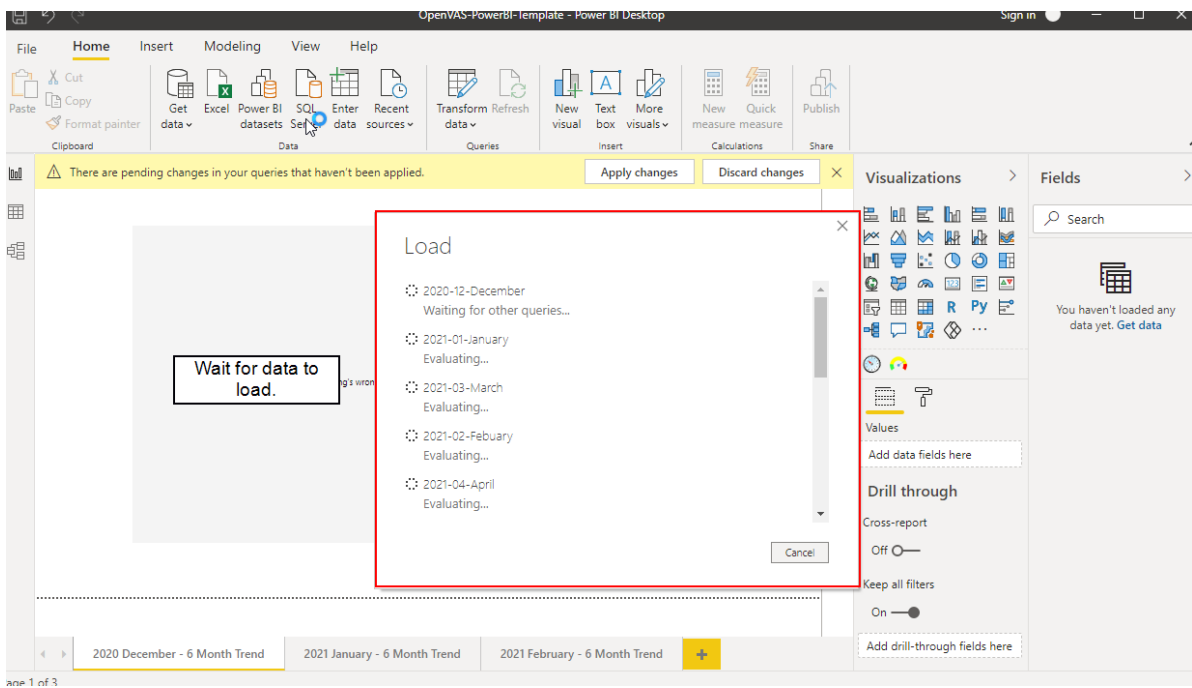 OpenVAS-PowerBI-Template - Power BI Desktop
Sign in
File Home Insert Modeling View Help
Paste
Cut
Copy
Format painter
Clipboard
Get data
Excel
Power BI datasets
SQL
Enter data
Recent sources
Data
Transform data
Refresh
Queries
New visual
Text box
More visuals
Insert
New measure
Quick measure
Calculations
Publish
Share
There are pending changes in your queries that haven't been applied.
Apply changes
Discard changes
Wait for data to
load.
Load
2020-12-December
Waiting for other queries...
2021-01-January
Evaluating...
2021-03-March
Evaluating...
2021-02-Febuary
Evaluating...
2021-04-April
Evaluating...
Cancel
Visualizations
R Py
Values
Add data fields here
Drill through
Cross-report
Off
Keep all filters
On
Add drill-through fields here
Fields
Search
You haven't loaded any
data yet. Get data
2020 December - 6 Month Trend
2021 January - 6 Month Trend
2021 February - 6 Month Trend
age 1 of 3